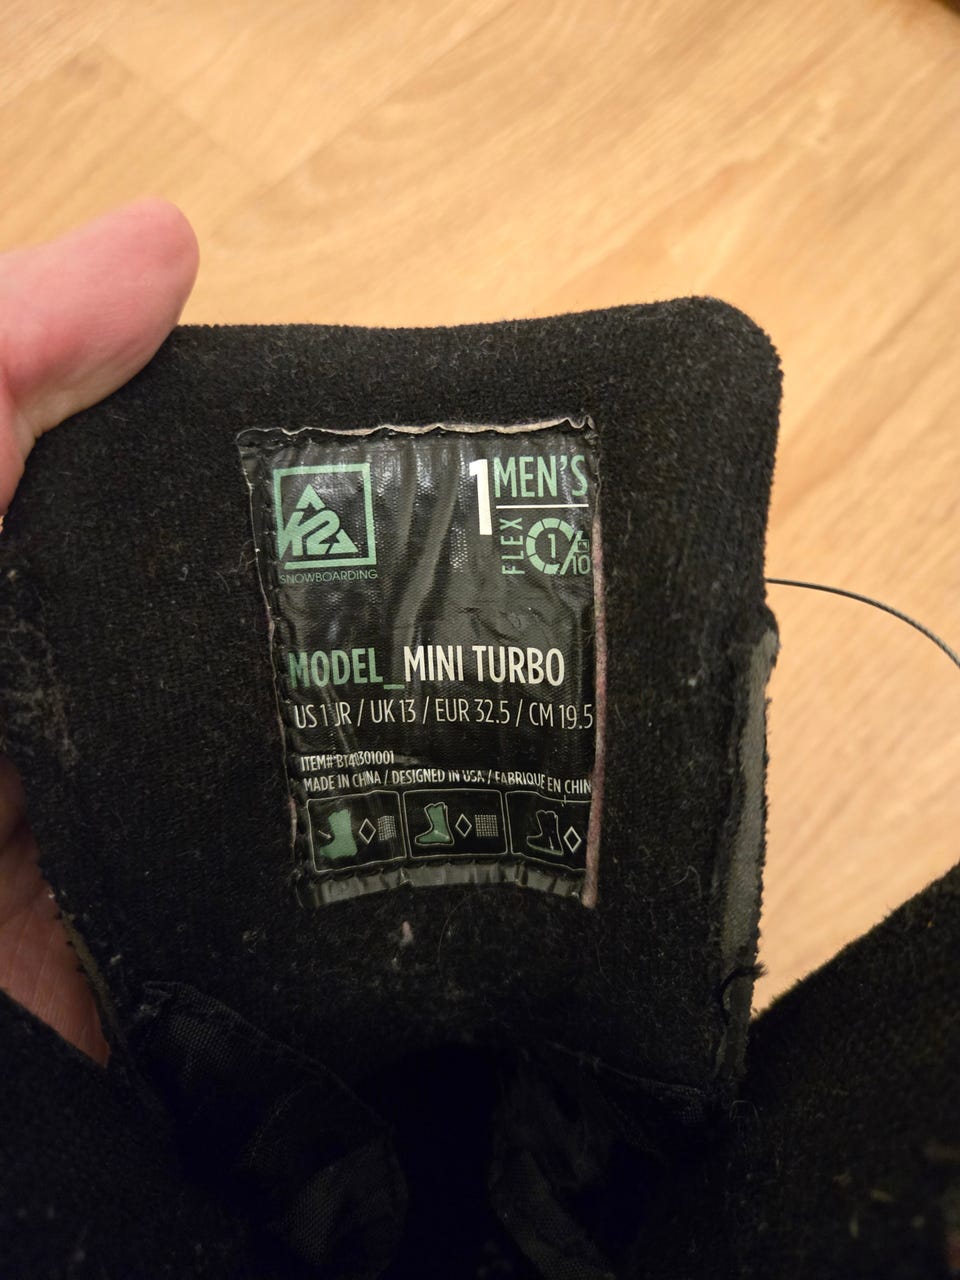 K2
SNOWBOARDING
1 MEN'S
FLEX 1/10
MODEL_MINI TURBO
US 1 JR / UK 13 / EUR 32.5 / CM 19.5
ITEM#
MADE IN CHINA / DESIGNED IN USA / FABRIQUE EN CHIN